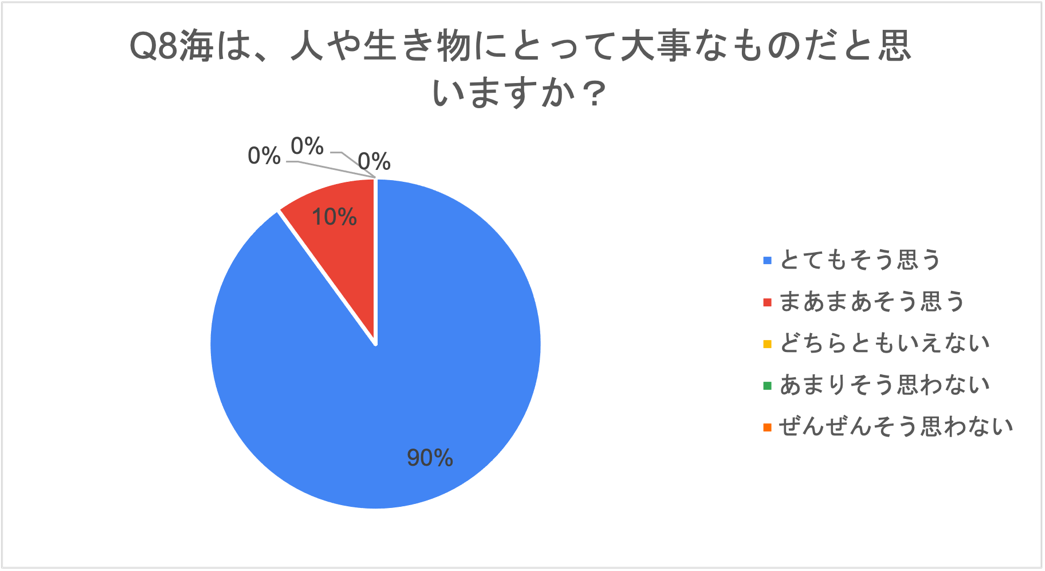 Q8海は、人や生き物にとって大事なものだと思
いますか？
0%
0%
0%
10%
90%
とてもそう思う
まあまあそう思う
どちらともいえない
あまりそう思わない
ぜんぜんそう思わない